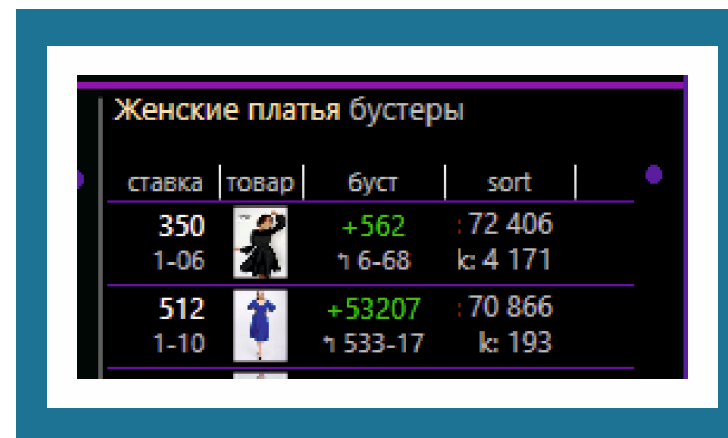 Женские платья бустеры
ставка товар буст sort
350 +562 : 72 406
1-06 ↰ 6-68 k: 4 171
512 +53207 : 70 866
1-10 ↰ 533-17 k: 193